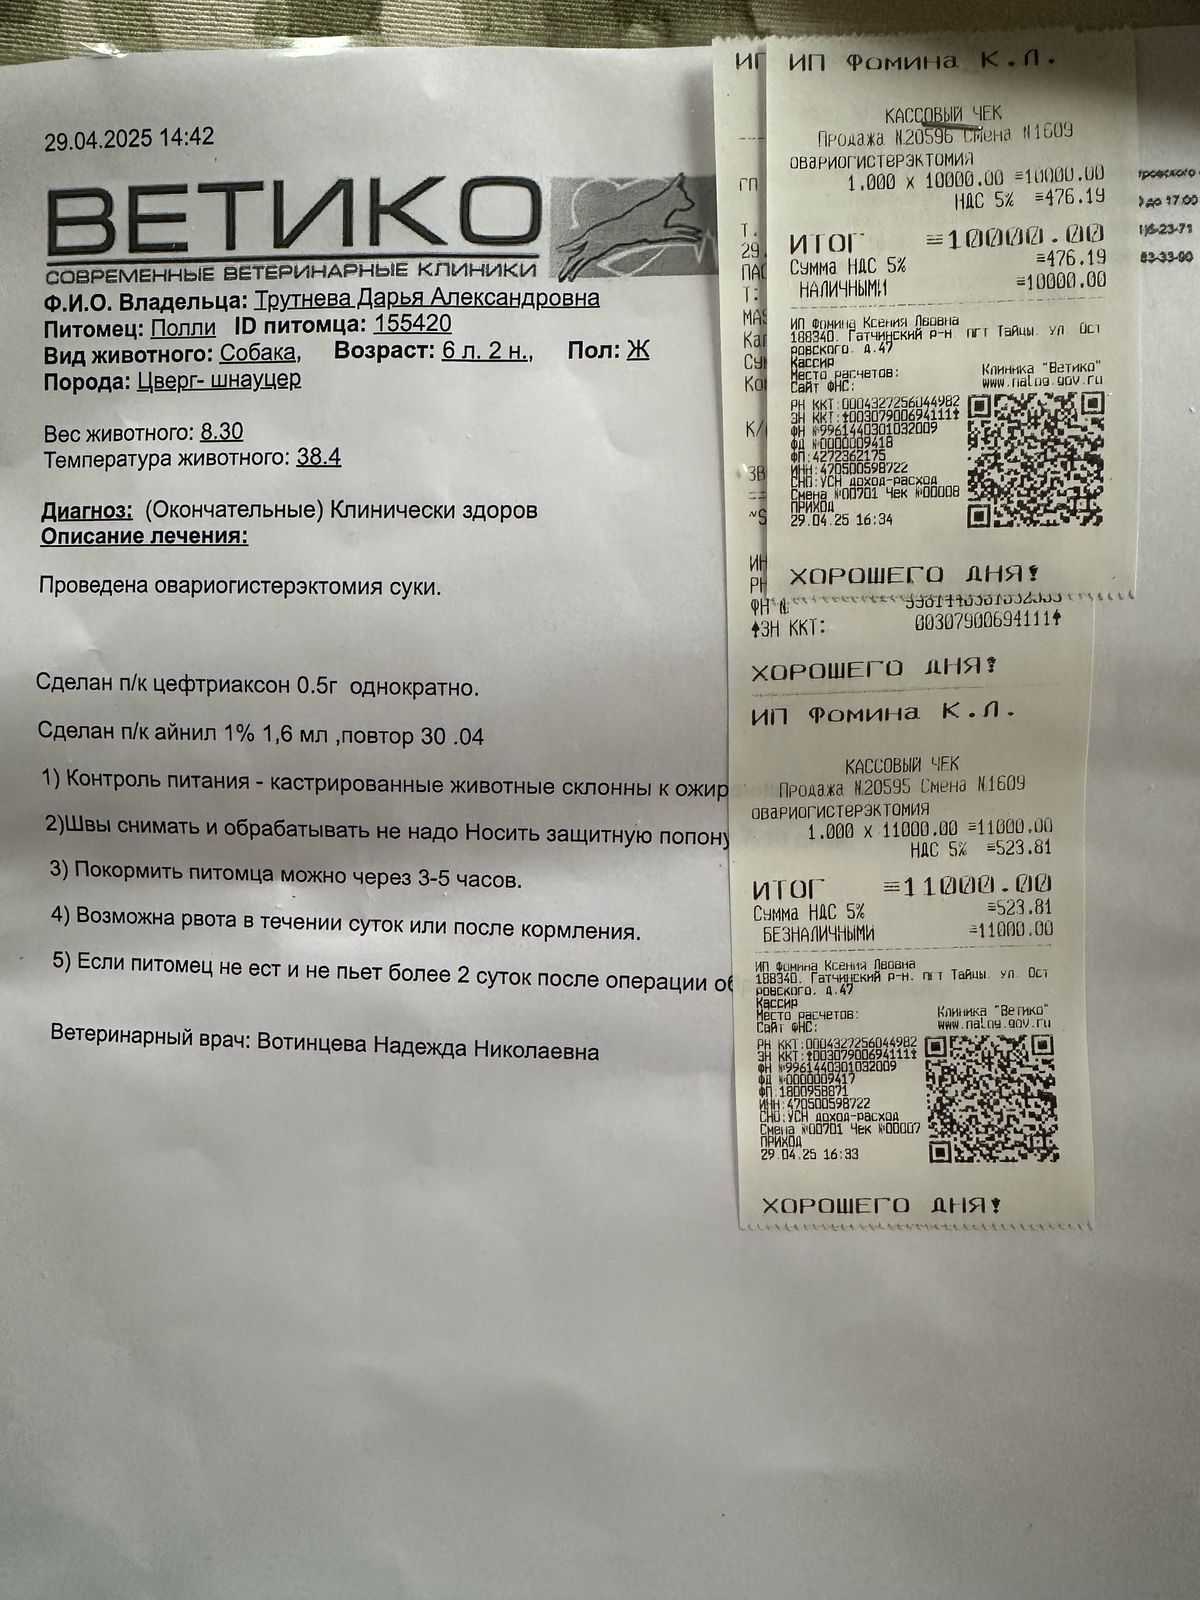 29.04.2025 14:42
ВЕТИКО
СОВРЕМЕННЫЕ ВЕТЕРИНАРНЫЕ КЛИНИКИ
Ф.И.О. Владельца: Трутнева Дарья Александровна
Питомец: Полли ID питомца: 155420
Вид животного: Собака, Возраст: 6 л. 2 н., Пол: Ж
Порода: Цверг- шнауцер
Вес животного: 8.30
Температура животного: 38.4
Диагноз: (Окончательные) Клинически здоров
Описание лечения:
Проведена овариогистерэктомия суки.
Сделан п/к цефтриаксон 0.5г однократно.
Сделан п/к айнил 1% 1,6 мл ,повтор 30 .04
1) Контроль питания - кастрированные животные склонны к ожир
2)Швы снимать и обрабатывать не надо Носить защитную попону
3) Покормить питомца можно через 3-5 часов.
4) Возможна рвота в течении суток или после кормления.
5) Если питомец не ест и не пьет более 2 суток после операции об
Ветеринарный врач: Вотинцева Надежда Николаевна
ИП Фомина К.Л.
КАССОВЫЙ ЧЕК
Продажа N20596 Смена N1609
ОВАРИОГИСТЕРЭКТОМИЯ
1.000 x 10000.00 =10000.00
НДС 5% =476.19
ИТОГ =10000.00
Сумма НДС 5% =476.19
НАЛИЧНЫМИ =10000.00
ИП Фомина Ксения Львовна
188340, Гатчинский р-н, пгт Тайцы, ул. Ост
ровского, д.47
Кассир
Место расчетов: Клиника "Ветико"
Сайт ФНС: www.nalog.gov.ru
РН ККТ:0004327256044982
ЗН ККТ:↑00307900694111↑
ФН №9961440301032009
ФД №0000009418
ФП:4272362175
ИНН:470500598722
СНО:УСН доход-расход
Смена №00701 Чек №00008
ПРИХОД
29.04.25 16:34
ХОРОШЕГО ДНЯ!
↑ЗН ККТ: 00307900694111↑
ХОРОШЕГО ДНЯ!
ИП Фомина К.Л.
КАССОВЫЙ ЧЕК
Продажа N20595 Смена N1609
ОВАРИОГИСТЕРЭКТОМИЯ
1.000 x 11000.00 =11000.00
НДС 5% =523.81
ИТОГ =11000.00
Сумма НДС 5% =523.81
БЕЗНАЛИЧНЫМИ =11000.00
ИП Фомина Ксения Львовна
188340, Гатчинский р-н, пгт Тайцы, ул. Ост
ровского, д.47
Кассир
Место расчетов: Клиника "Ветико"
Сайт ФНС: www.nalog.gov.ru
РН ККТ:0004327256044982
ЗН ККТ:↑00307900694111↑
ФН №9961440301032009
ФД №0000009417
ФП:1800958871
ИНН:470500598722
СНО:УСН доход-расход
Смена №00701 Чек №00007
ПРИХОД
29.04.25 16:33
ХОРОШЕГО ДНЯ!